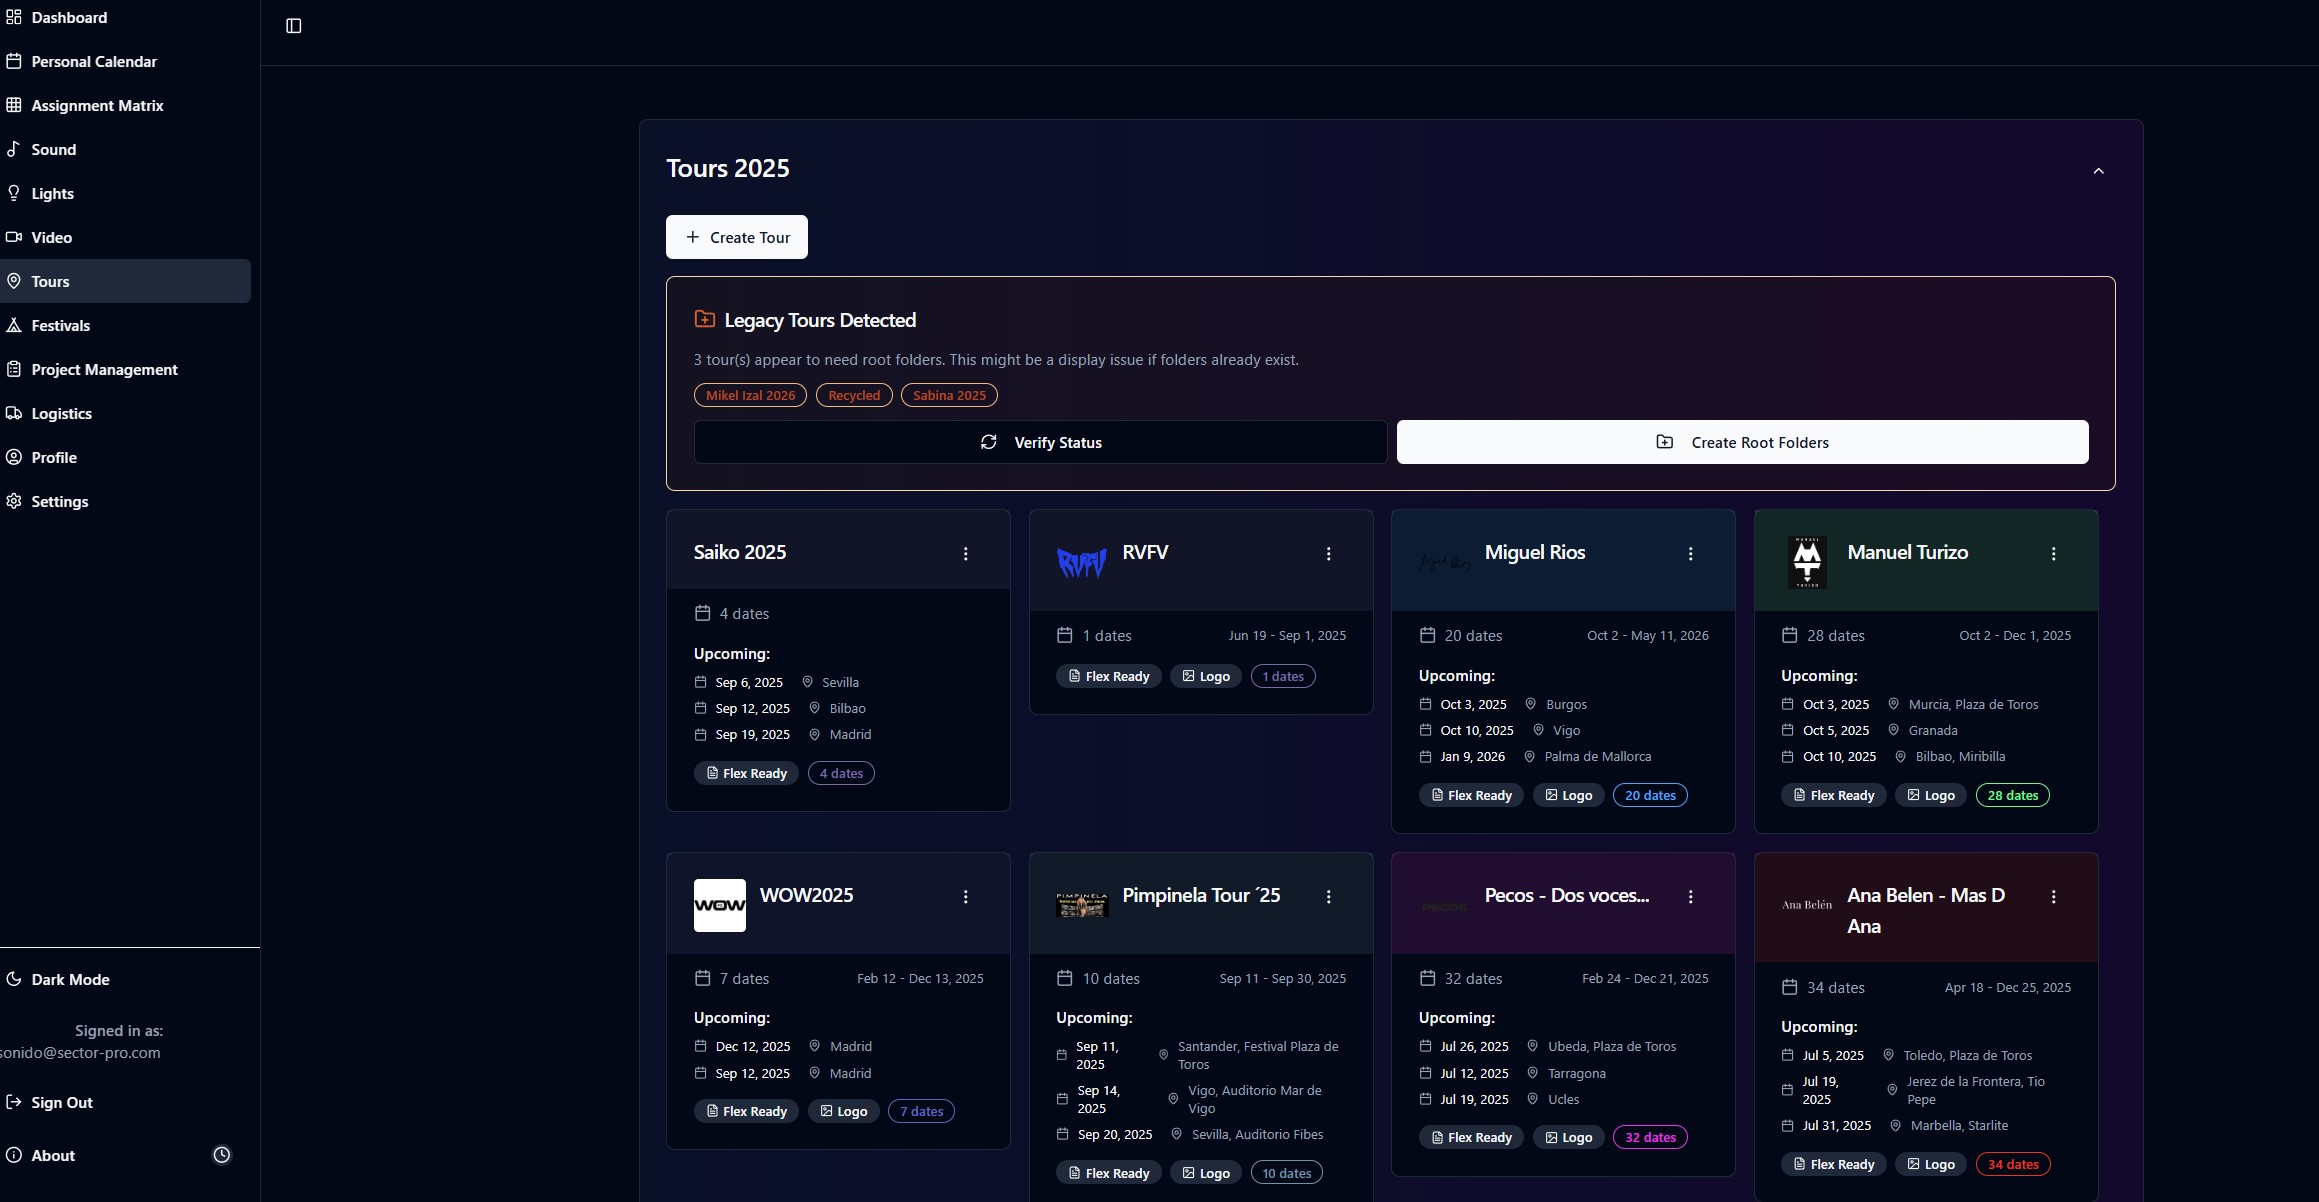 Dashboard
Personal Calendar
Assignment Matrix
Sound
Lights
Video
Tours
Festivals
Project Management
Logistics
Profile
Settings
Dark Mode
Signed in as:
sonido@sector-pro.com
Sign Out
About
Tours 2025
Create Tour
Legacy Tours Detected
3 tour(s) appear to need root folders. This might be a display issue if folders already exist.
Mikel Izal 2026 Recycled Sabina 2025
Verify Status Create Root Folders
Saiko 2025
4 dates
Upcoming:
Sep 6, 2025 Sevilla
Sep 12, 2025 Bilbao
Sep 19, 2025 Madrid
Flex Ready 4 dates
RVFV
RVFV
1 dates Jun 19 - Sep 1, 2025
Flex Ready Logo 1 dates
Miguel Rios
20 dates Oct 2 - May 11, 2026
Upcoming:
Oct 3, 2025 Burgos
Oct 10, 2025 Vigo
Jan 9, 2026 Palma de Mallorca
Flex Ready Logo 20 dates
MANUEL
MT
TURIZO
Manuel Turizo
28 dates Oct 2 - Dec 1, 2025
Upcoming:
Oct 3, 2025 Murcia, Plaza de Toros
Oct 5, 2025 Granada
Oct 10, 2025 Bilbao, Miribilla
Flex Ready Logo 28 dates
WOW
WOW2025
7 dates Feb 12 - Dec 13, 2025
Upcoming:
Dec 12, 2025 Madrid
Sep 12, 2025 Madrid
Flex Ready Logo 7 dates
PIMPINELA
Pimpinela Tour ´25
10 dates Sep 11 - Sep 30, 2025
Upcoming:
Sep 11, 2025 Santander, Festival Plaza de Toros
Sep 14, 2025 Vigo, Auditorio Mar de Vigo
Sep 20, 2025 Sevilla, Auditorio Fibes
Flex Ready Logo 10 dates
PECOS
Pecos - Dos voces...
32 dates Feb 24 - Dec 21, 2025
Upcoming:
Jul 26, 2025 Ubeda, Plaza de Toros
Jul 12, 2025 Tarragona
Jul 19, 2025 Ucles
Flex Ready Logo 32 dates
Ana Belén
Ana Belen - Mas D
Ana
34 dates Apr 18 - Dec 25, 2025
Upcoming:
Jul 5, 2025 Toledo, Plaza de Toros
Jul 19, 2025 Jerez de la Frontera, Tio Pepe
Jul 31, 2025 Marbella, Starlite
Flex Ready Logo 34 dates